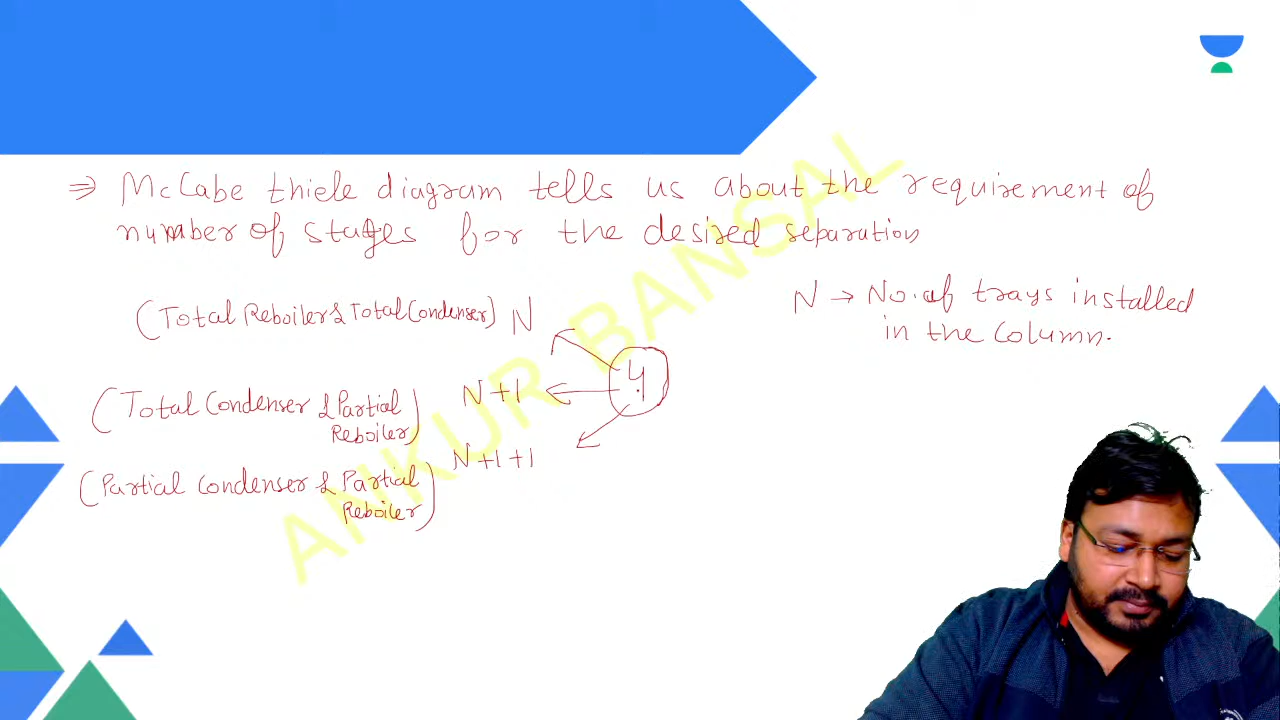 ⇒ McCabe thiele diagram tells us about the requirement of
number of stages for the desired separation
N → No. of trays installed
in the column.
(Total Reboiler & Total Condenser) N
4
(Total Condenser & Partial Reboiler) N+1
(Partial Condenser & Partial Reboiler) N+1+1
ANKUR BANSAL